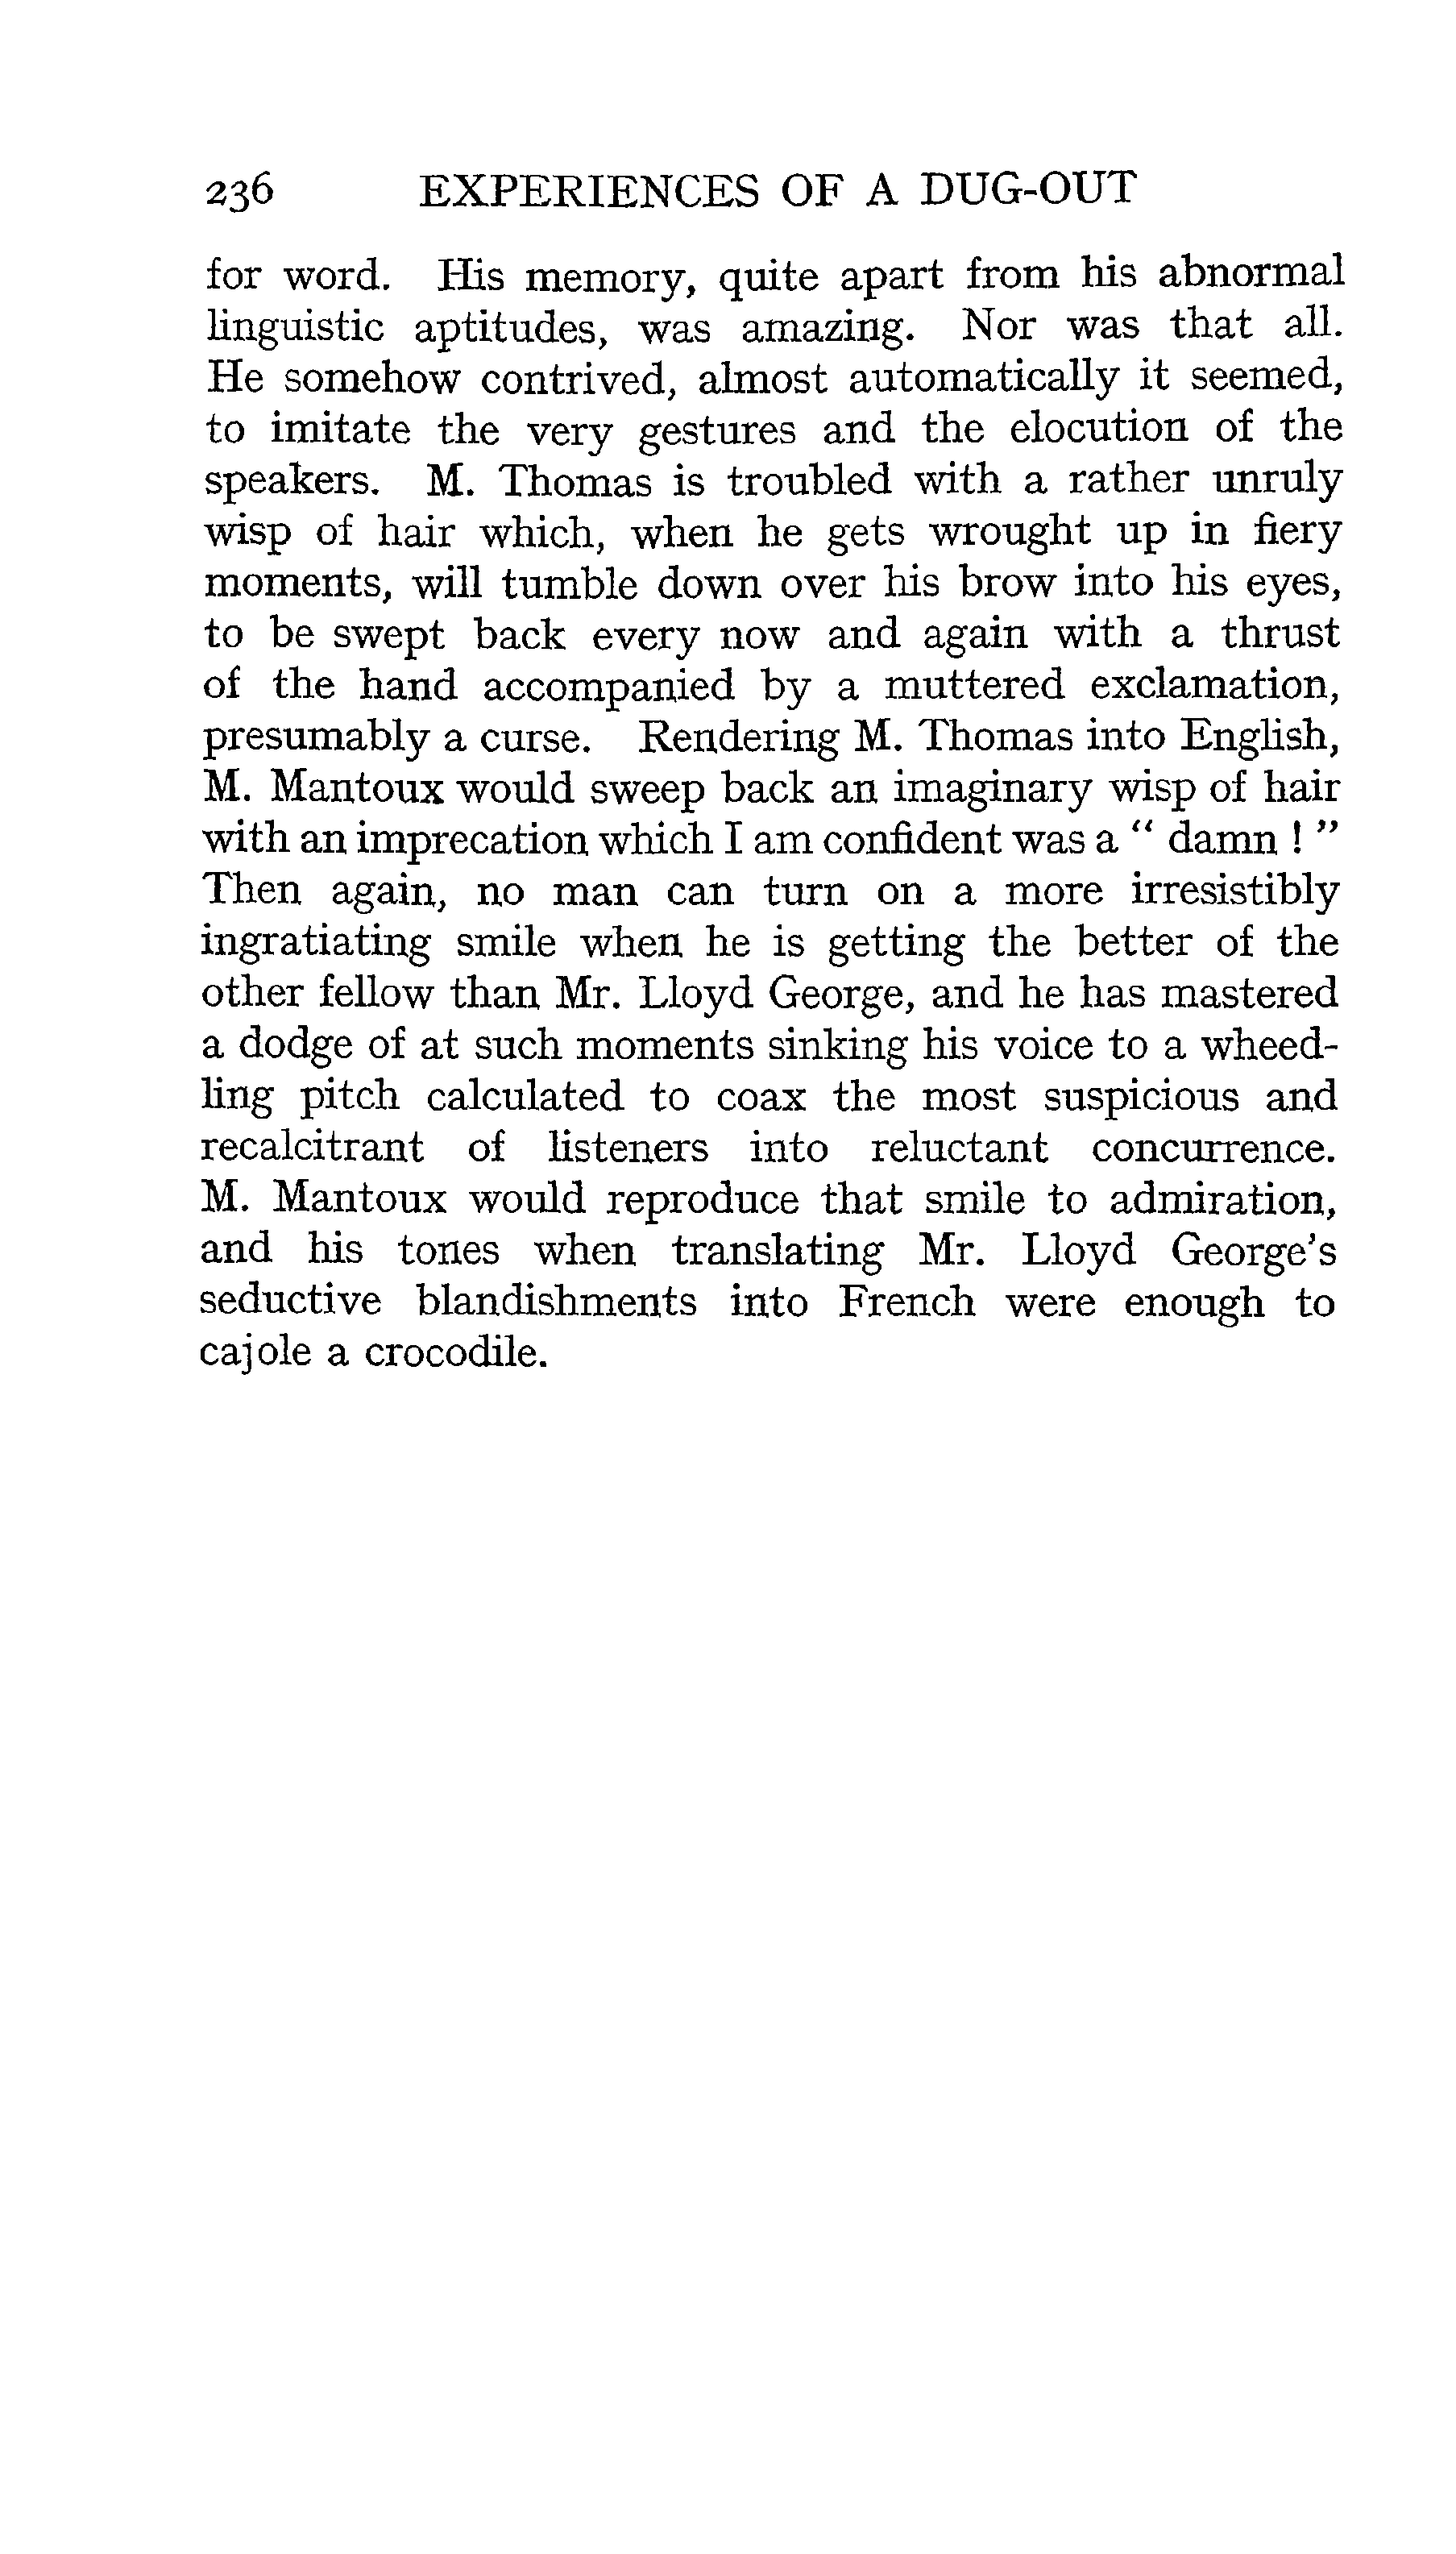 236 EXPERIENCES OF A DUG-OUT
for word. His memory, quite apart from his abnormal
linguistic aptitudes, was amazing. Nor was that all.
He somehow contrived, almost automatically it seemed,
to imitate the very gestures and the elocution of the
speakers. M. Thomas is troubled with a rather unruly
wisp of hair which, when he gets wrought up in fiery
moments, will tumble down over his brow into his eyes,
to be swept back every now and again with a thrust
of the hand accompanied by a muttered exclamation,
presumably a curse. Rendering M. Thomas into English,
M. Mantoux would sweep back an imaginary wisp of hair
with an imprecation which I am confident was a “ damn ! ”
Then again, no man can turn on a more irresistibly
ingratiating smile when he is getting the better of the
other fellow than Mr. Lloyd George, and he has mastered
a dodge of at such moments sinking his voice to a wheed-
ling pitch calculated to coax the most suspicious and
recalcitrant of listeners into reluctant concurrence.
M. Mantoux would reproduce that smile to admiration,
and his tones when translating Mr. Lloyd George's
seductive blandishments into French were enough to
cajole a crocodile.